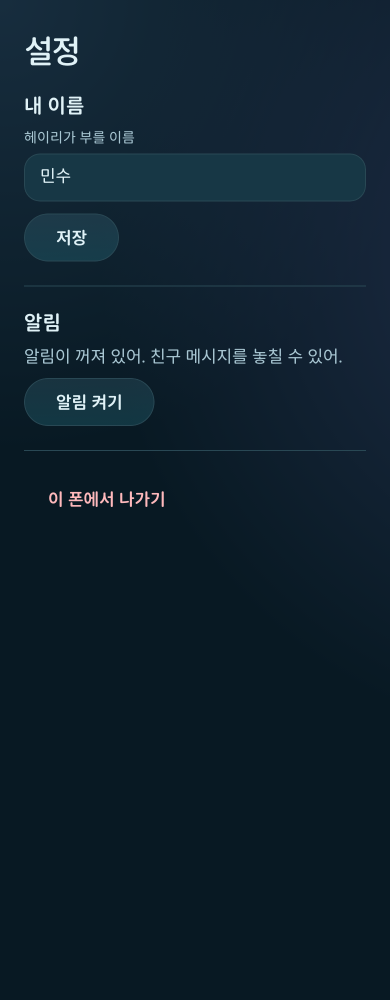 설정
내 이름
헤이리가 부를 이름
민수
저장
알림
알림이 꺼져 있어. 친구 메시지를 놓칠 수 있어.
알림 켜기
이 폰에서 나가기